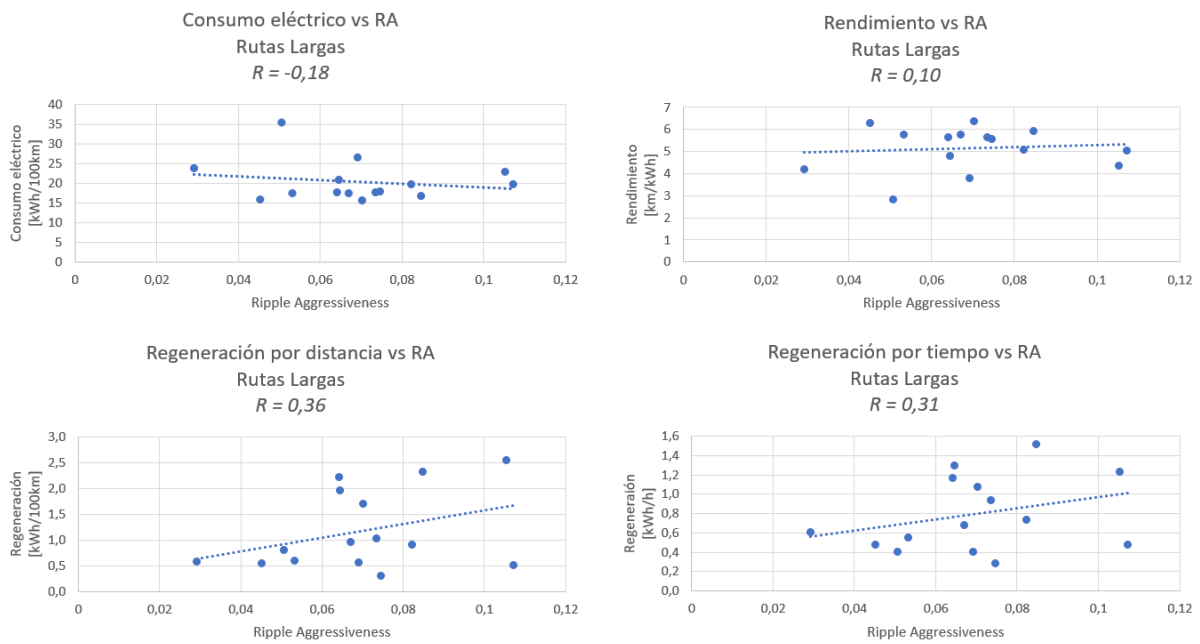 Consumo eléctrico vs RA
Rutas Largas
R = -0,18
40
35
30
25
20
15
10
5
0
Consumo eléctrico
[kWh/100km]
0 0,02 0,04 0,06 0,08 0,1 0,12
Ripple Aggressiveness
Rendimiento vs RA
Rutas Largas
R = 0,10
7
6
5
4
3
2
1
0
Rendimiento
[km/kWh]
0 0,02 0,04 0,06 0,08 0,1 0,12
Ripple Aggressiveness
Regeneración por distancia vs RA
Rutas Largas
R = 0,36
3,0
2,5
2,0
1,5
1,0
0,5
0,0
Regeneración
[kWh/100km]
0 0,02 0,04 0,06 0,08 0,1 0,12
Ripple Aggressiveness
Regeneración por tiempo vs RA
Rutas Largas
R = 0,31
1,6
1,4
1,2
1,0
0,8
0,6
0,4
0,2
0,0
Regeneraión
[kWh/h]
0 0,02 0,04 0,06 0,08 0,1 0,12
Ripple Aggressiveness